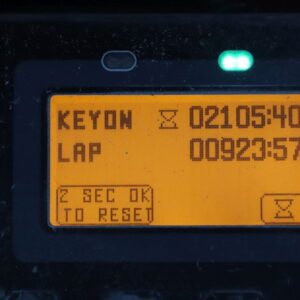 KEYON 02105:40
LAP 00923:57
2 SEC OK
TO RESET